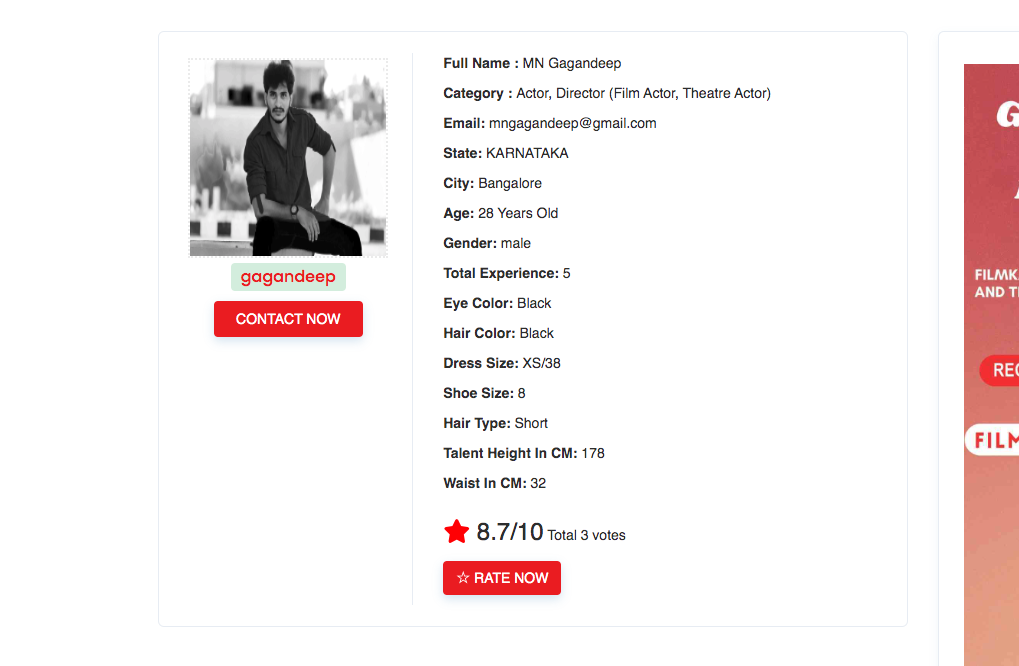 Full Name : MN Gagandeep
Category : Actor, Director (Film Actor, Theatre Actor)
Email: mngagandeep@gmail.com
State: KARNATAKA
City: Bangalore
Age: 28 Years Old
Gender: male
Total Experience: 5
Eye Color: Black
Hair Color: Black
Dress Size: XS/38
Shoe Size: 8
Hair Type: Short
Talent Height In CM: 178
Waist In CM: 32
8.7/10 Total 3 votes
☆ RATE NOW
gagandeep
CONTACT NOW
FILMK
AND T
REC
FILM